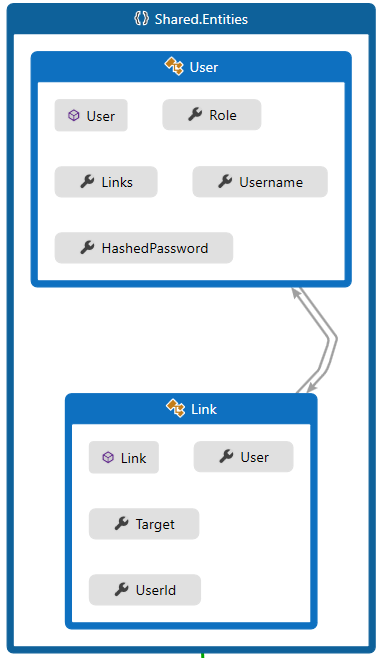 Shared.Entities
User
User
Role
Links
Username
HashedPassword
Link
Link
User
Target
UserId